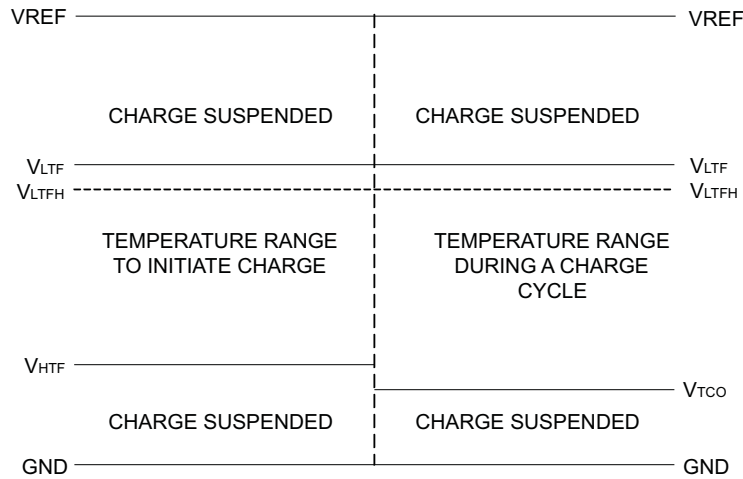 VREF VREF
CHARGE SUSPENDED CHARGE SUSPENDED
VLTF VLTF
VLTFH VLTFH
TEMPERATURE RANGE TEMPERATURE RANGE
TO INITIATE CHARGE DURING A CHARGE
CYCLE
VHTF
VTCO
CHARGE SUSPENDED CHARGE SUSPENDED
GND GND